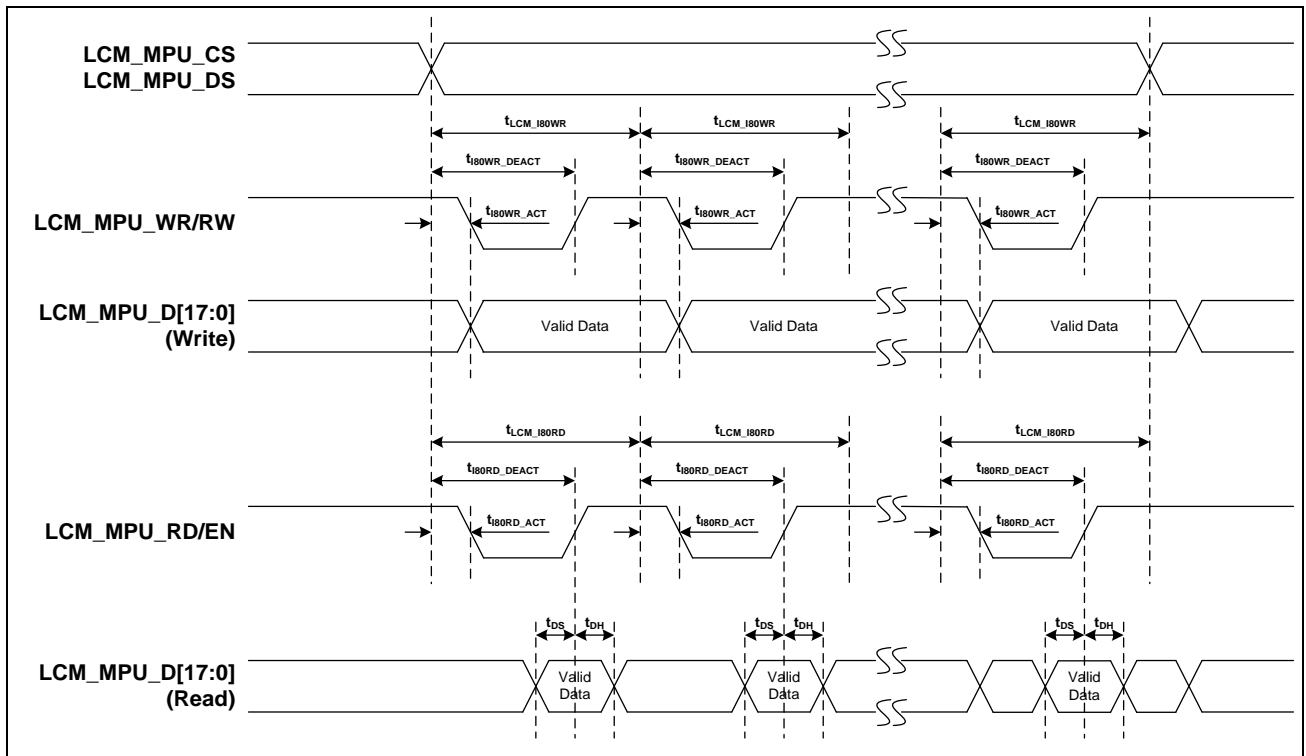 LCM_MPU_CS
LCM_MPU_DS
tLCM_I80WR tLCM_I80WR tLCM_I80WR
tI80WR_DEACT tI80WR_DEACT tI80WR_DEACT
LCM_MPU_WR/RW tI80WR_ACT tI80WR_ACT tI80WR_ACT
LCM_MPU_D[17:0]
(Write)
Valid Data Valid Data Valid Data
tLCM_I80RD tLCM_I80RD tLCM_I80RD
tI80RD_DEACT tI80RD_DEACT tI80RD_DEACT
LCM_MPU_RD/EN tI80RD_ACT tI80RD_ACT tI80RD_ACT
tDS tDH tDS tDH tDS tDH
LCM_MPU_D[17:0]
(Read)
Valid Valid Valid
Data Data Data